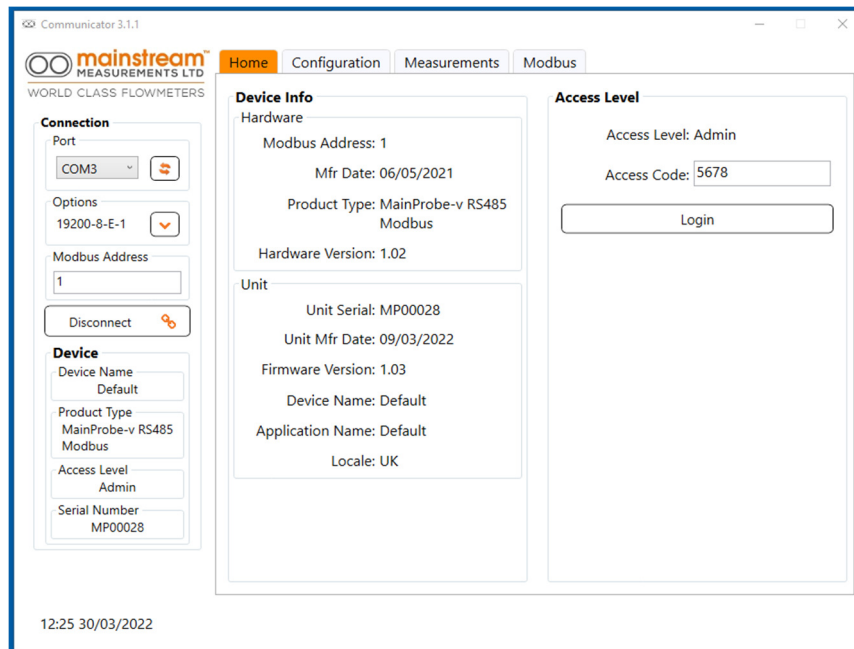 Communicator 3.1.1
mainstream™
MEASUREMENTS LTD
WORLD CLASS FLOWMETERS
Connection
Port
COM3
Options
19200-8-E-1
Modbus Address
1
Disconnect
Device
Device Name
Default
Product Type
MainProbe-v RS485
Modbus
Access Level
Admin
Serial Number
MP00028
12:25 30/03/2022
Home Configuration Measurements Modbus
Device Info
Hardware
Modbus Address: 1
Mfr Date: 06/05/2021
Product Type: MainProbe-v RS485
Modbus
Hardware Version: 1.02
Unit
Unit Serial: MP00028
Unit Mfr Date: 09/03/2022
Firmware Version: 1.03
Device Name: Default
Application Name: Default
Locale: UK
Access Level
Access Level: Admin
Access Code: 5678
Login